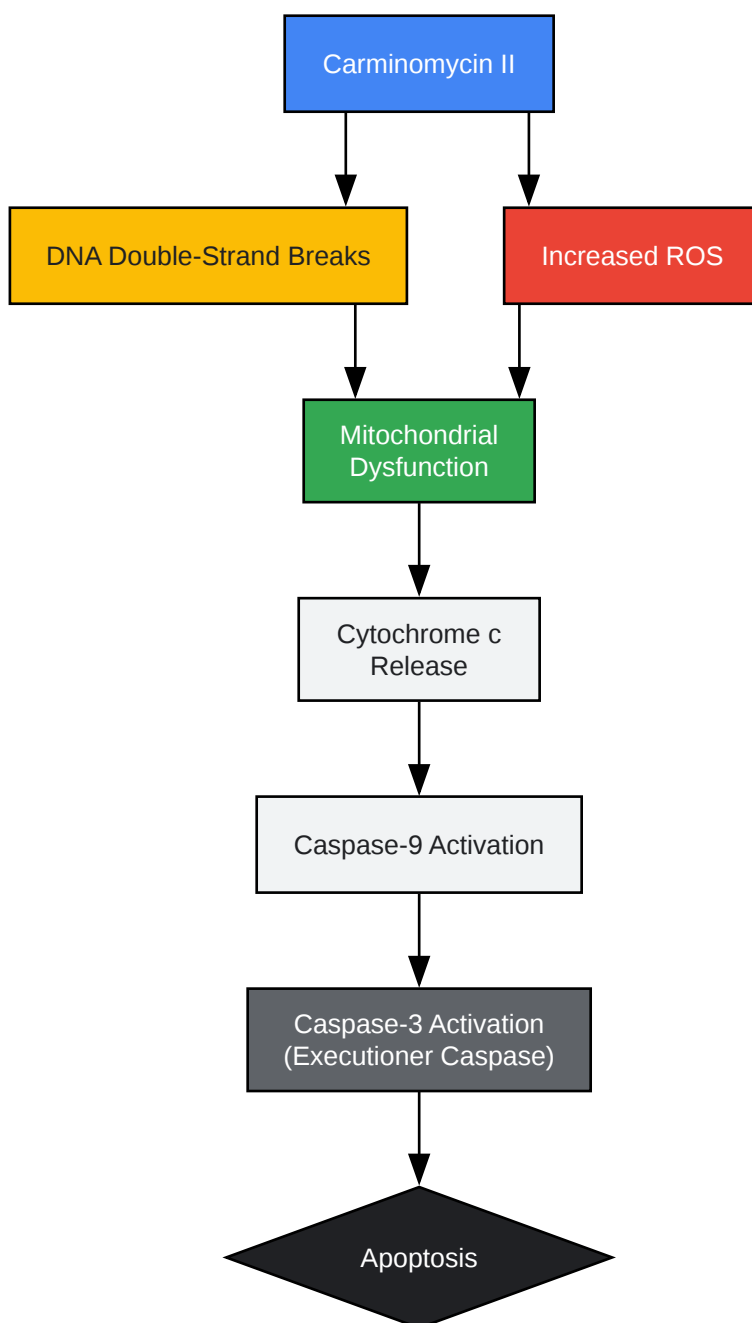 Carminomycin II
DNA Double-Strand Breaks
Increased ROS
Mitochondrial
Dysfunction
Cytochrome c
Release
Caspase-9 Activation
Caspase-3 Activation
(Executioner Caspase)
Apoptosis